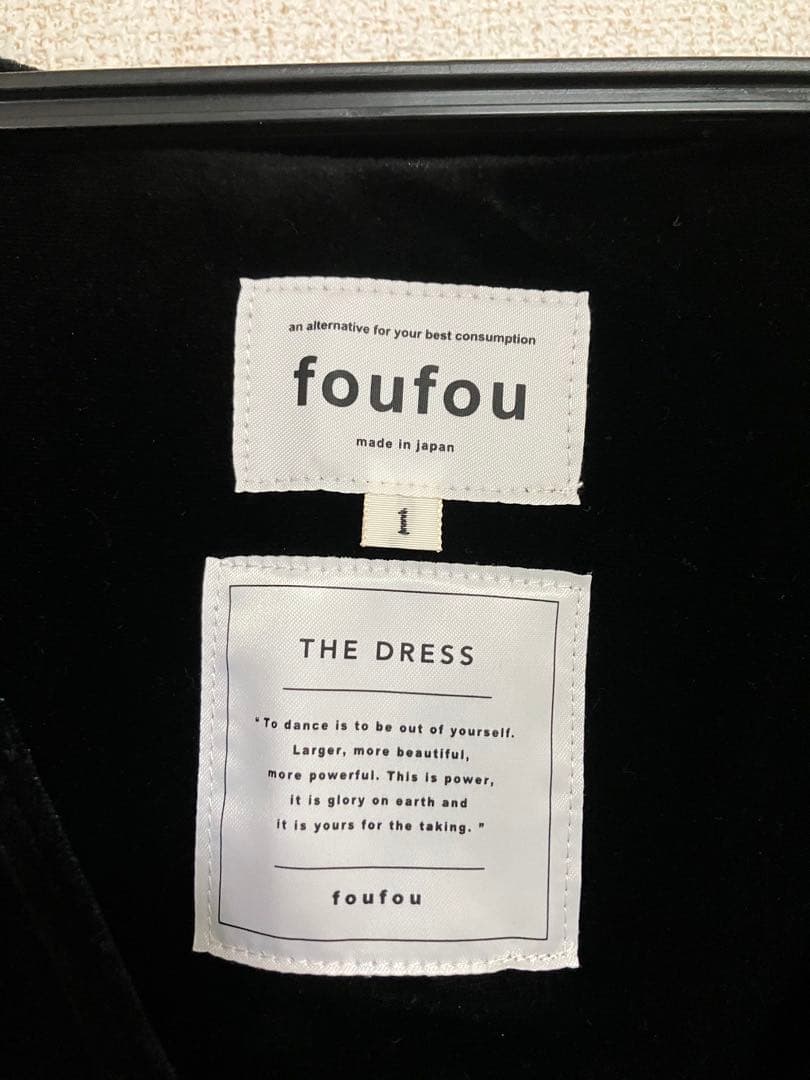 an alternative for your best consumption
foufou
made in japan
1
THE DRESS
“To dance is to be out of yourself.
Larger, more beautiful,
more powerful. This is power,
it is glory on earth and
it is yours for the taking.”
foufou